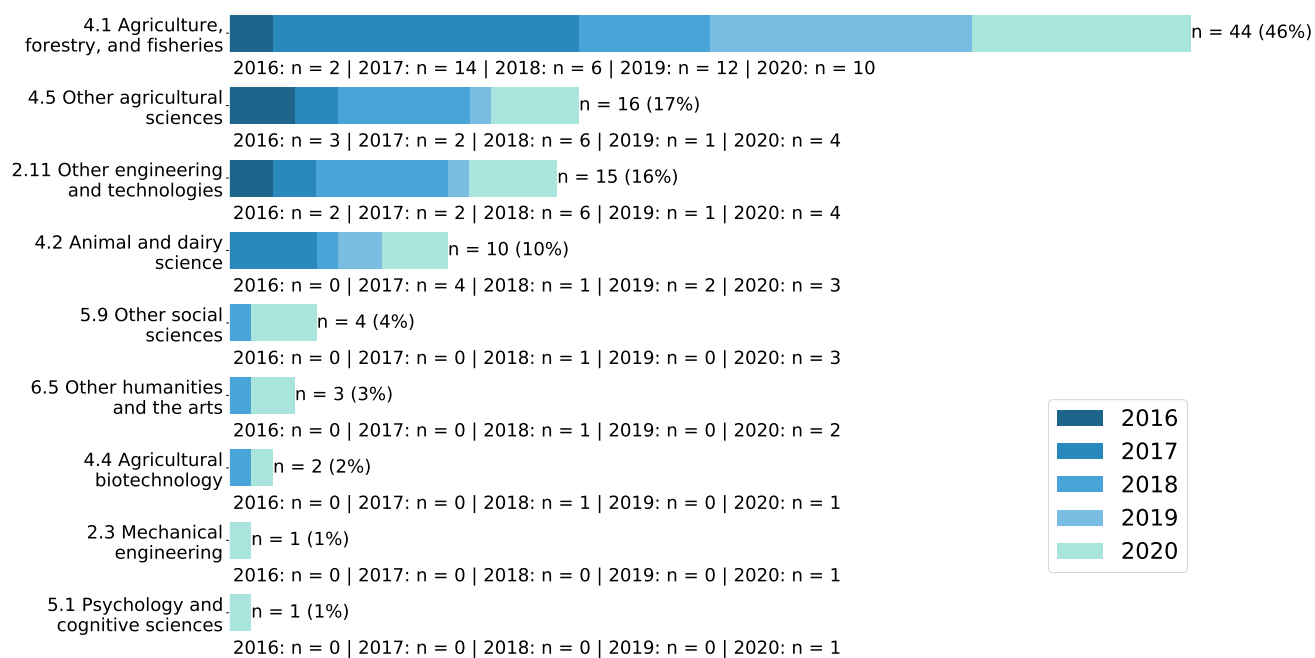 4.1 Agriculture,
forestry, and fisheries
n = 44 (46%)
2016: n = 2 | 2017: n = 14 | 2018: n = 6 | 2019: n = 12 | 2020: n = 10
4.5 Other agricultural
sciences
n = 16 (17%)
2016: n = 3 | 2017: n = 2 | 2018: n = 6 | 2019: n = 1 | 2020: n = 4
2.11 Other engineering
and technologies
n = 15 (16%)
2016: n = 2 | 2017: n = 2 | 2018: n = 6 | 2019: n = 1 | 2020: n = 4
4.2 Animal and dairy
science
n = 10 (10%)
2016: n = 0 | 2017: n = 4 | 2018: n = 1 | 2019: n = 2 | 2020: n = 3
5.9 Other social
sciences
n = 4 (4%)
2016: n = 0 | 2017: n = 0 | 2018: n = 1 | 2019: n = 0 | 2020: n = 3
6.5 Other humanities
and the arts
n = 3 (3%)
2016: n = 0 | 2017: n = 0 | 2018: n = 1 | 2019: n = 0 | 2020: n = 2
4.4 Agricultural
biotechnology
n = 2 (2%)
2016: n = 0 | 2017: n = 0 | 2018: n = 1 | 2019: n = 0 | 2020: n = 1
2.3 Mechanical
engineering
n = 1 (1%)
2016: n = 0 | 2017: n = 0 | 2018: n = 0 | 2019: n = 0 | 2020: n = 1
5.1 Psychology and
cognitive sciences
n = 1 (1%)
2016: n = 0 | 2017: n = 0 | 2018: n = 0 | 2019: n = 0 | 2020: n = 1
2016
2017
2018
2019
2020